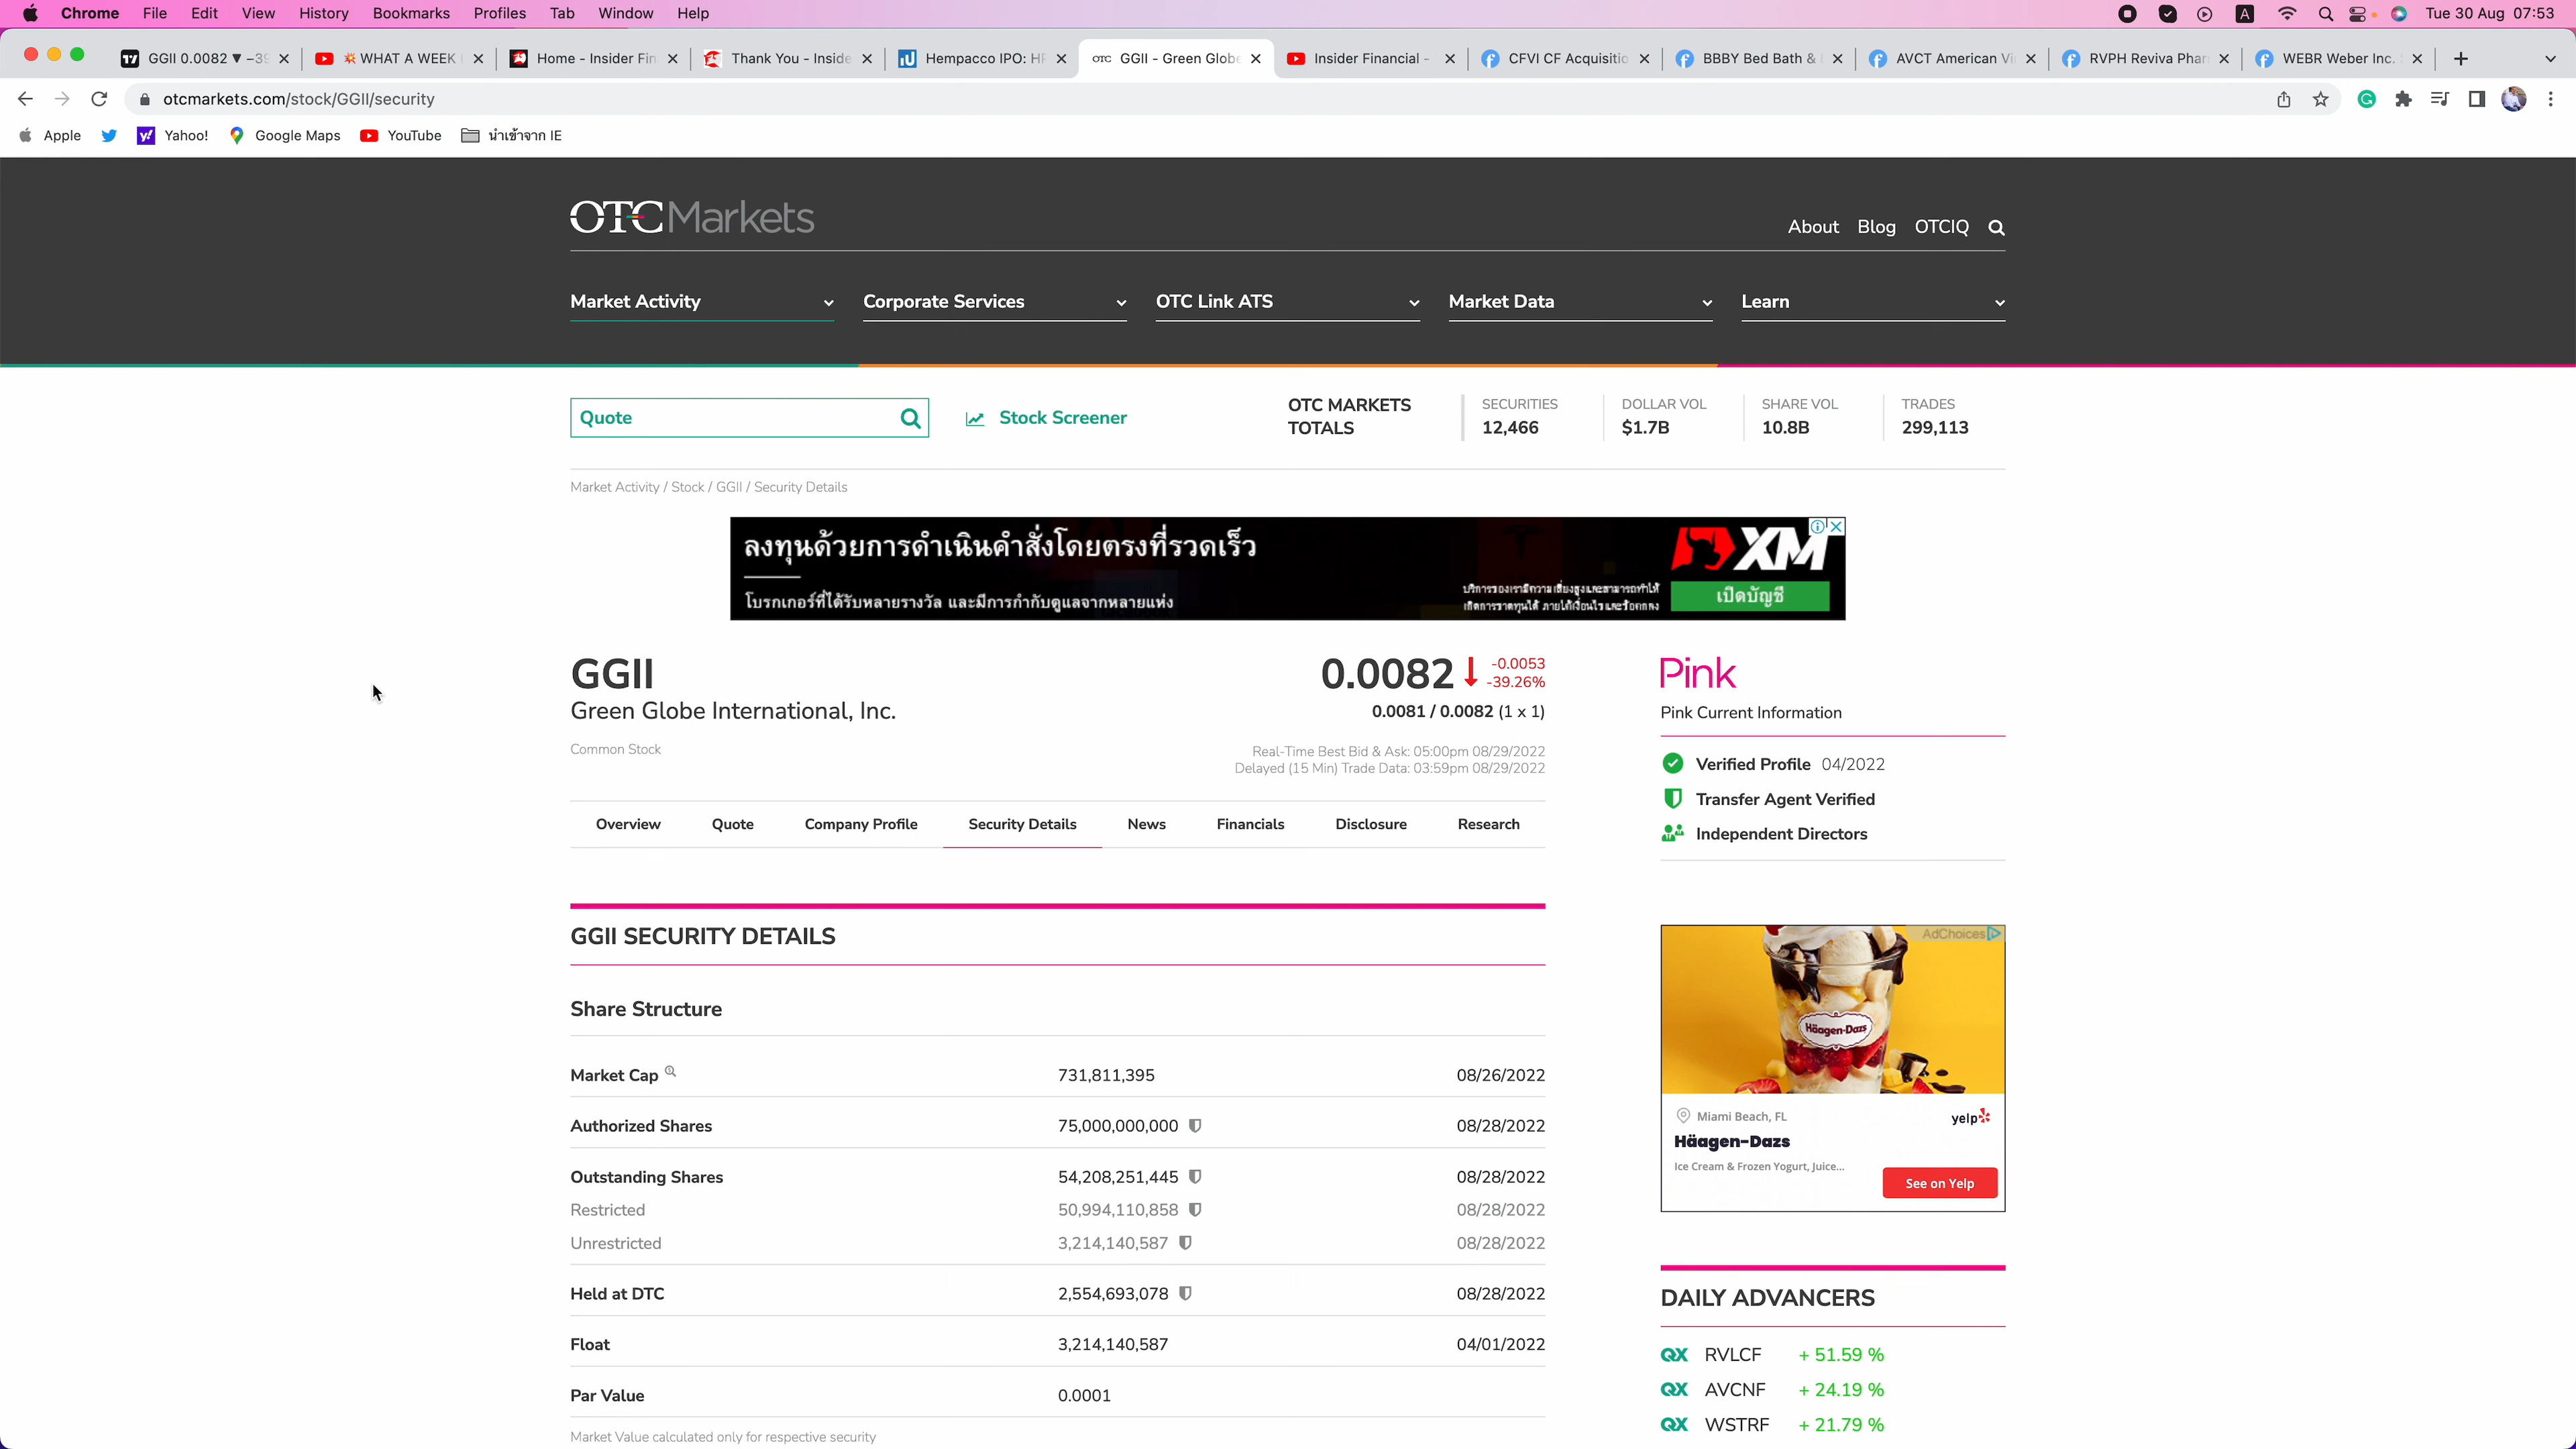 Chrome File Edit View History Bookmarks Profiles Tab Window Help A Tue 30 Aug 07:53
GGII 0.0082 ▼ −39 WHAT A WEEK Home - Insider Fin Thank You - Inside Hempacco IPO: HP OTC GGII - Green Globe Insider Financial - CFVI CF Acquisitio BBBY Bed Bath & AVCT American Vi RVPH Reviva Phar WEBR Weber Inc.
otcmarkets.com/stock/GGII/security
Apple Yahoo! Google Maps YouTube นำเข้าจาก IE
OTC Markets
About Blog OTCIQ
Market Activity Corporate Services OTC Link ATS Market Data Learn
Quote
Stock Screener
OTC MARKETS TOTALS
SECURITIES DOLLAR VOL SHARE VOL TRADES
12,466 $1.7B 10.8B 299,113
Market Activity / Stock / GGII / Security Details
ลงทุนด้วยการดำเนินคำสั่งโดยตรงที่รวดเร็ว
โบรกเกอร์ที่ได้รับหลายรางวัล และมีการกำกับดูแลจากหลายแห่ง
XM
เปิดบัญชี
GGII
Green Globe International, Inc.
Common Stock
0.0082 -0.0053
-39.26%
0.0081 / 0.0082 (1 x 1)
Real-Time Best Bid & Ask: 05:00pm 08/29/2022
Delayed (15 Min) Trade Data: 03:59pm 08/29/2022
Pink
Pink Current Information
Verified Profile 04/2022
Transfer Agent Verified
Independent Directors
Overview Quote Company Profile Security Details News Financials Disclosure Research
GGII SECURITY DETAILS
Share Structure
Market Cap 731,811,395 08/26/2022
Authorized Shares 75,000,000,000 08/28/2022
Outstanding Shares 54,208,251,445 08/28/2022
Restricted 50,994,110,858 08/28/2022
Unrestricted 3,214,140,587 08/28/2022
Held at DTC 2,554,693,078 08/28/2022
Float 3,214,140,587 04/01/2022
Par Value 0.0001
Market Value calculated only for respective security
AdChoices
Häagen-Dazs
Miami Beach, FL
yelp
Häagen-Dazs
Ice Cream & Frozen Yogurt, Juice...
See on Yelp
DAILY ADVANCERS
QX RVLCF + 51.59 %
QX AVCNF + 24.19 %
QX WSTRF + 21.79 %